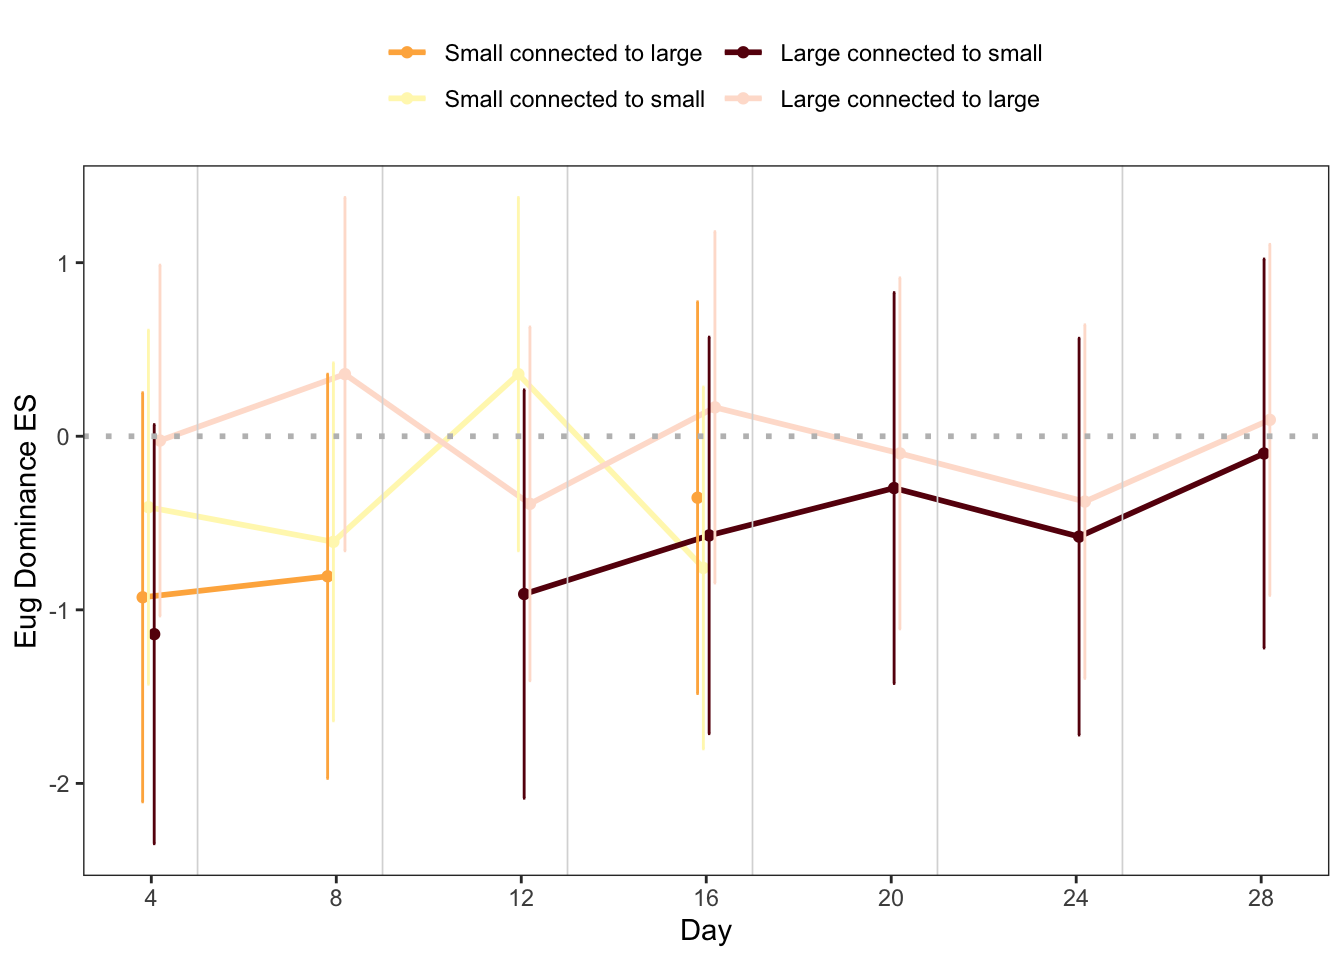 Small connected to large
Large connected to small
Small connected to small
Large connected to large
Eug Dominance ES
1
0
-1
-2
4 8 12 16 20 24 28
Day